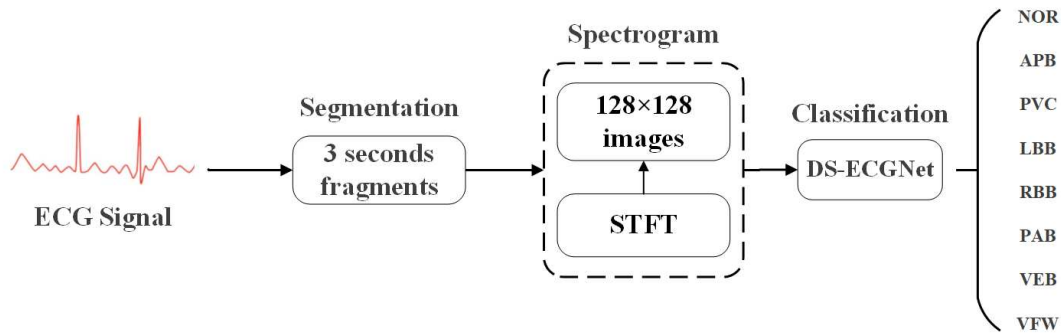 ECG Signal
Segmentation
3 seconds
fragments
Spectrogram
128×128
images
STFT
Classification
DS-ECGNet
NOR
APB
PVC
LBB
RBB
PAB
VEB
VFW